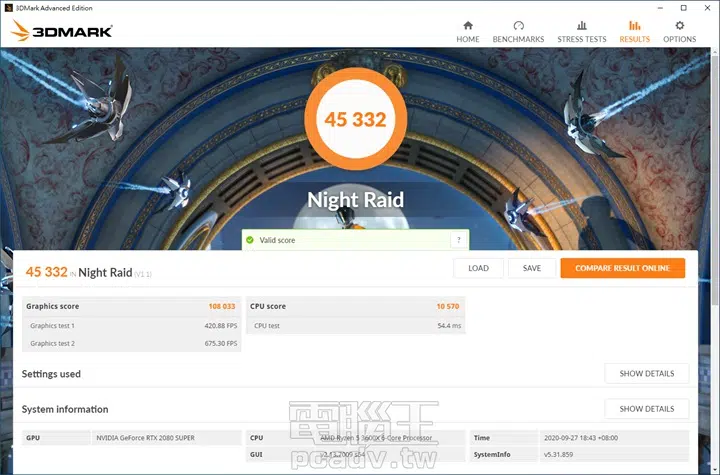 3DMark Advanced Edition
3DMARK
HOME BENCHMARKS STRESS TESTS RESULTS OPTIONS
45 332
Night Raid
Valid score ?
45 332 IN Night Raid (V1.1) LOAD SAVE COMPARE RESULT ONLINE
Graphics score 108 033 CPU score 10 570
Graphics test 1 420.88 FPS CPU test 54.4 ms
Graphics test 2 675.30 FPS
Settings used SHOW DETAILS
System information SHOW DETAILS
電腦王
GPU NVIDIA GeForce RTX 2080 SUPER CPU AMD Ryzen 5 3600X 6-Core Processor Time 2020-09-27 18:43 +08:00
GUI v2.13.7009 s64 SystemInfo v5.31.859
pcadv.tw